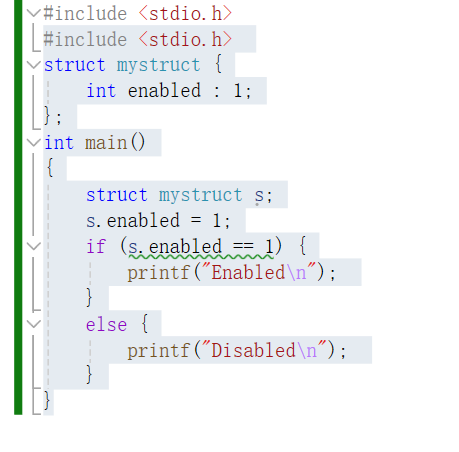 #include <stdio.h>
#include <stdio.h>
struct mystruct {
    int enabled : 1;
};
int main()
{
    struct mystruct s;
    s.enabled = 1;
    if (s.enabled == 1) {
        printf("Enabled\n");
    }
    else {
        printf("Disabled\n");
    }
}